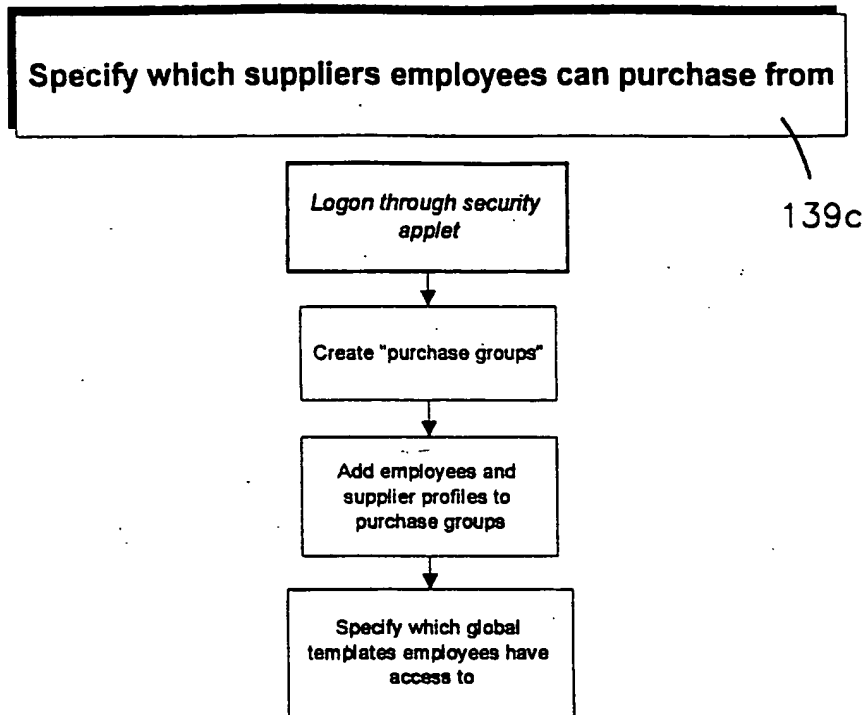 Specify which suppliers employees can purchase from
139c
Logon through security
applet
Create "purchase groups"
Add employees and
supplier profiles to
purchase groups
Specify which global
templates employees have
access to